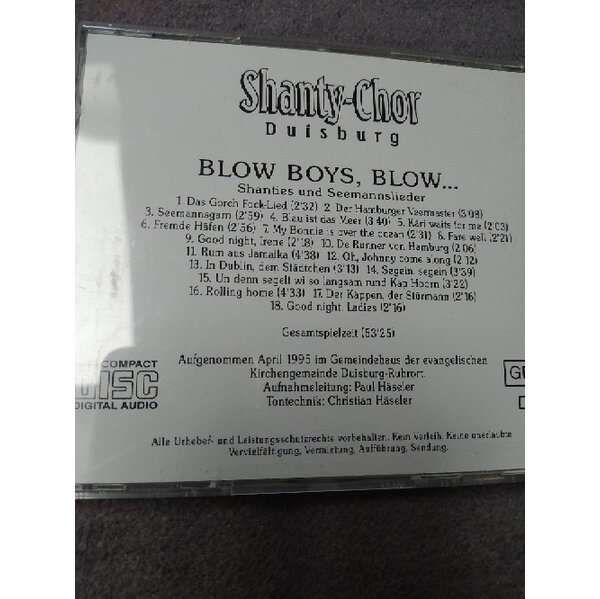 Shanty-Chor
Duisburg
BLOW BOYS, BLOW...
Shanties und Seemannslieder
1 Das Gorch Fock-Lied (2'32) 2. Der Hamburger Veermaster (3'08)
3. Seemannsgarn (2'59) 4. Blau ist das Meer (3'40) 5. Kari waits for me (2'03)
6. Fremde Häfen (2'56) 7. My Bonnie is over the ocean (2'31) 8. Fare well (2'21)
9. Good night, Irene (2'18) 10. De Runner von Hamburg (2'06)
11. Rum aus Jamaika (4'38) 12. Oh, Johnny come along (2'12)
13. In Dublin, dem Städtchen (3'13) 14. Segeln, segeln (3'39)
15. Un denn segelt wi so langsam rund Kap Hoorn (3'22)
16. Rolling home (4'33) 17. Der Käppen, der Stürmann (2'16)
18. Good night, Ladies (2'16)
Gesamtspielzeit (53'25)
Aufgenommen April 1995 im Gemeindehaus der evangelischen
Kirchengemeinde Duisburg-Ruhrort
Aufnahmeleitung: Paul Häseler
Tontechnik: Christian Häseler
COMPACT
DISC
DIGITAL AUDIO
Alle Urheber- und Leistungsschutzrechte vorbehalten. Kein Verleih. Keine unerlaubte
Vervielfältigung, Vermietung, Aufführung, Sendung.